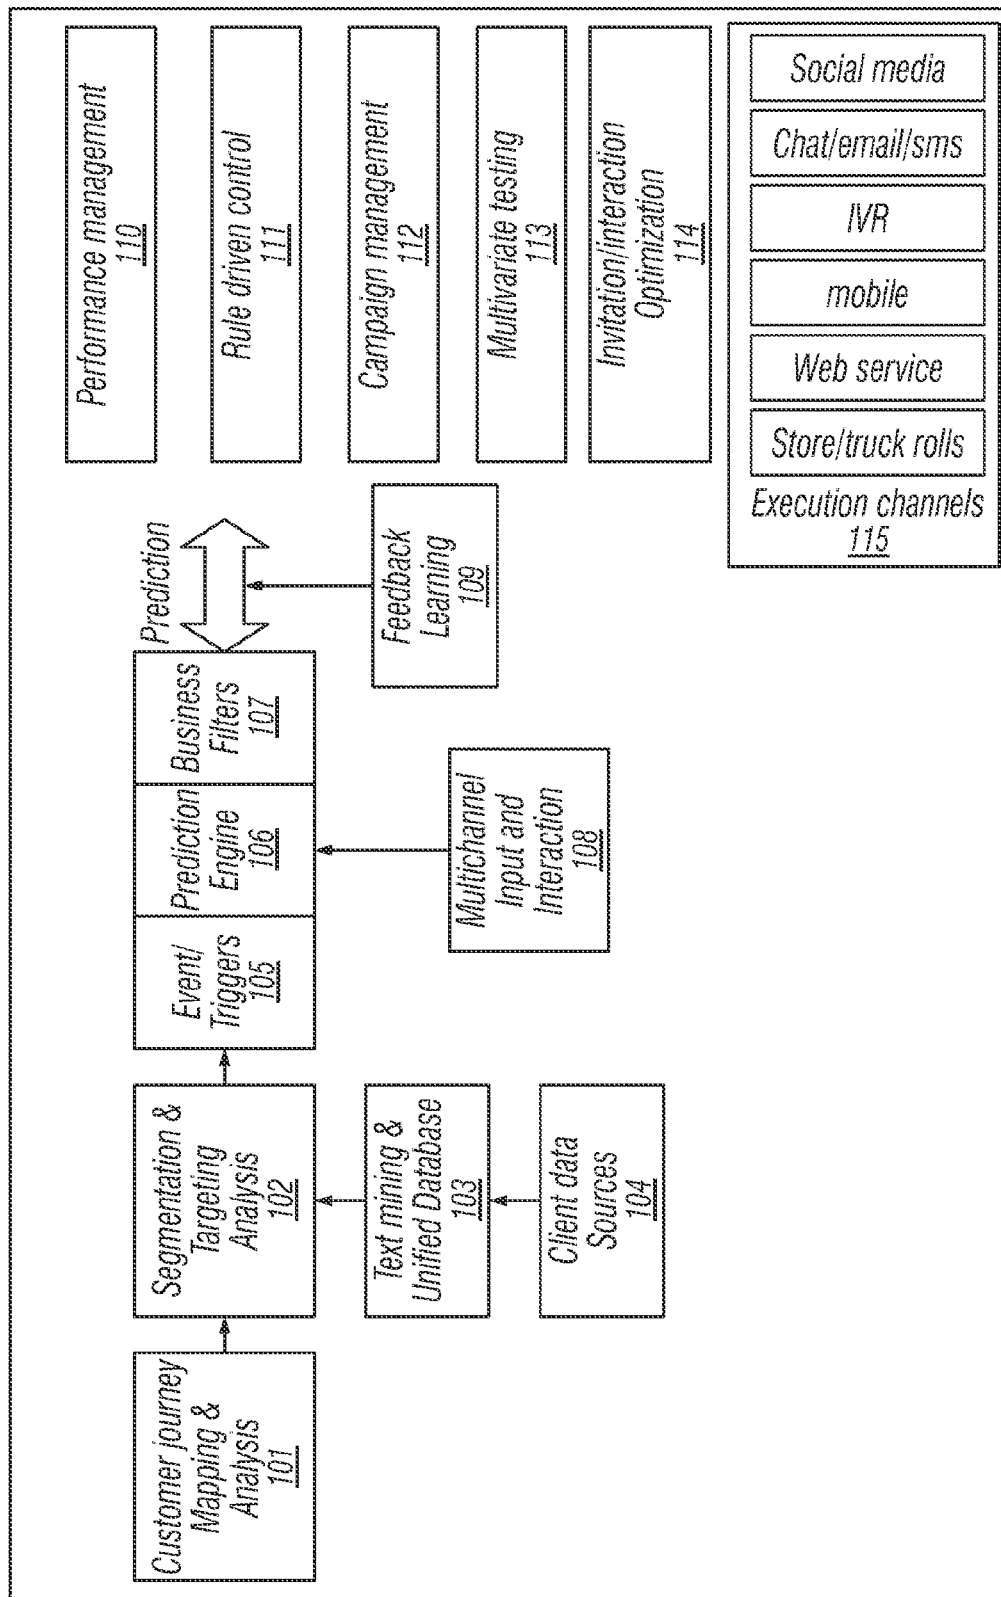 Customer journey
Mapping &
Analysis
101
Segmentation &
Targeting
Analysis
102
Text mining &
Unified Database
103
Client data
Sources
104
Event/
Triggers
105
Prediction
Engine
106
Business
Filters
107
Multichannel
Input and
Interaction
108
Prediction
Feedback
Learning
109
Performance management
110
Rule driven control
111
Campaign management
112
Multivariate testing
113
Invitation/interaction
Optimization
114
Execution channels
115
Store/truck rolls
Web service
mobile
IVR
Chat/email/sms
Social media